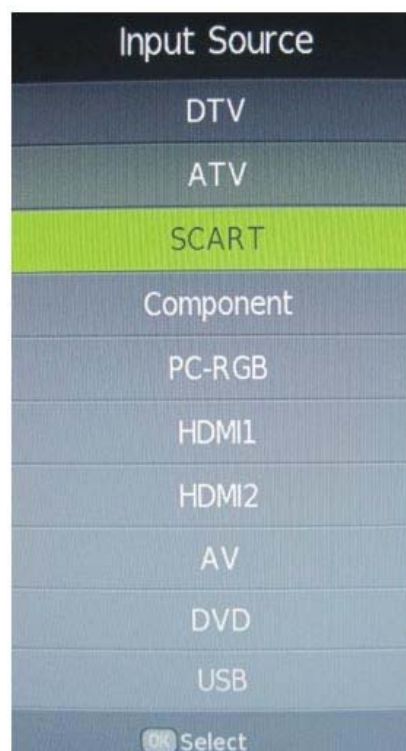 Input Source
DTV
ATV
SCART
Component
PC-RGB
HDMI1
HDMI2
AV
DVD
USB
OK Select